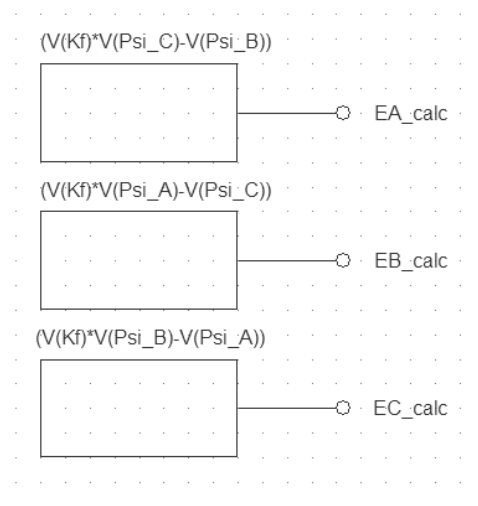 (V(Kf)*V(Psi_C)-V(Psi_B))
EA_calc
(V(Kf)*V(Psi_A)-V(Psi_C))
EB_calc
(V(Kf)*V(Psi_B)-V(Psi_A))
EC_calc